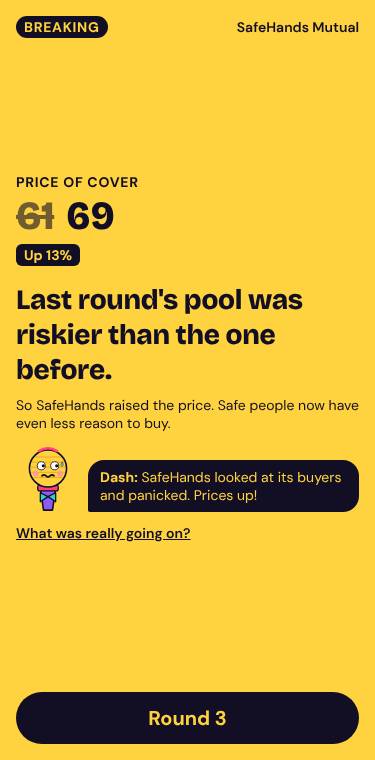 BREAKING
SafeHands Mutual
PRICE OF COVER
61 69
Up 13%
Last round's pool was
riskier than the one
before.
So SafeHands raised the price. Safe people now have
even less reason to buy.
Dash: SafeHands looked at its buyers
and panicked. Prices up!
What was really going on?
Round 3